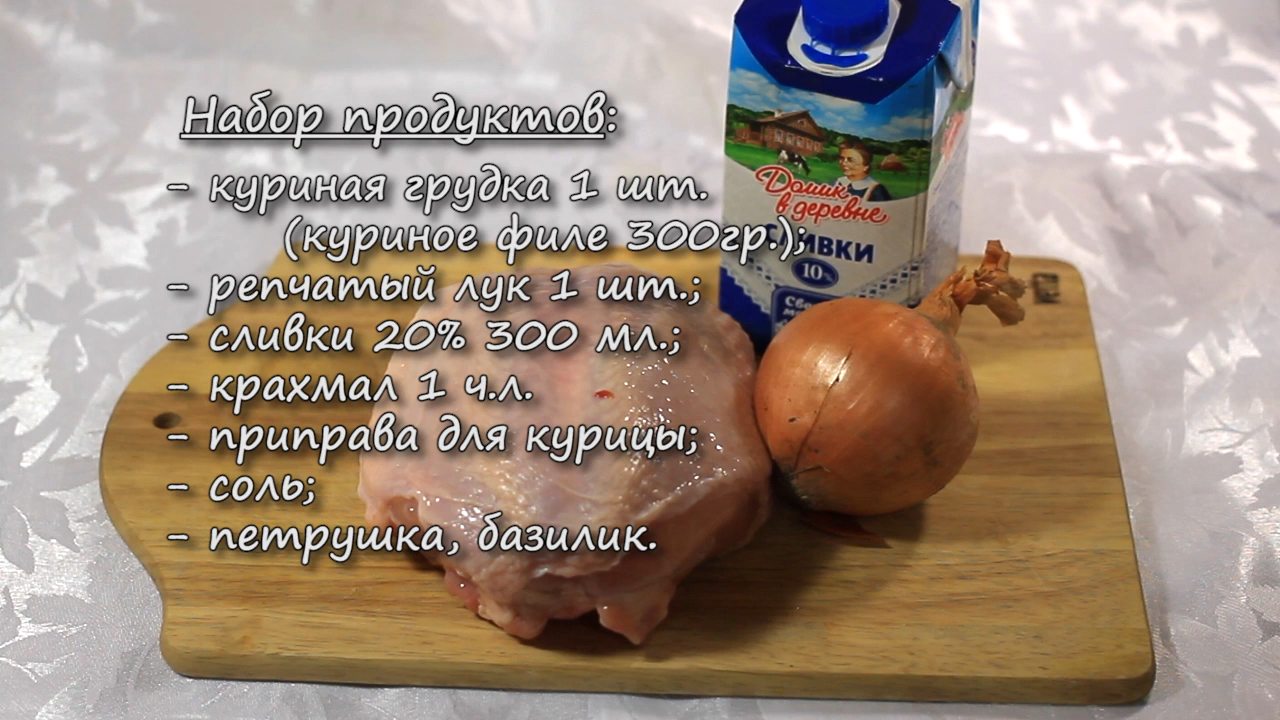 Набор продуктов:
- куриная грудка 1 шт.
(куриное филе 300гр.);
- репчатый лук 1 шт.;
- сливки 20% 300 мл.;
- крахмал 1 ч.л.
- приправа для курицы;
- соль;
- петрушка, базилик.
Домик
в деревне
СЛИВКИ
10%